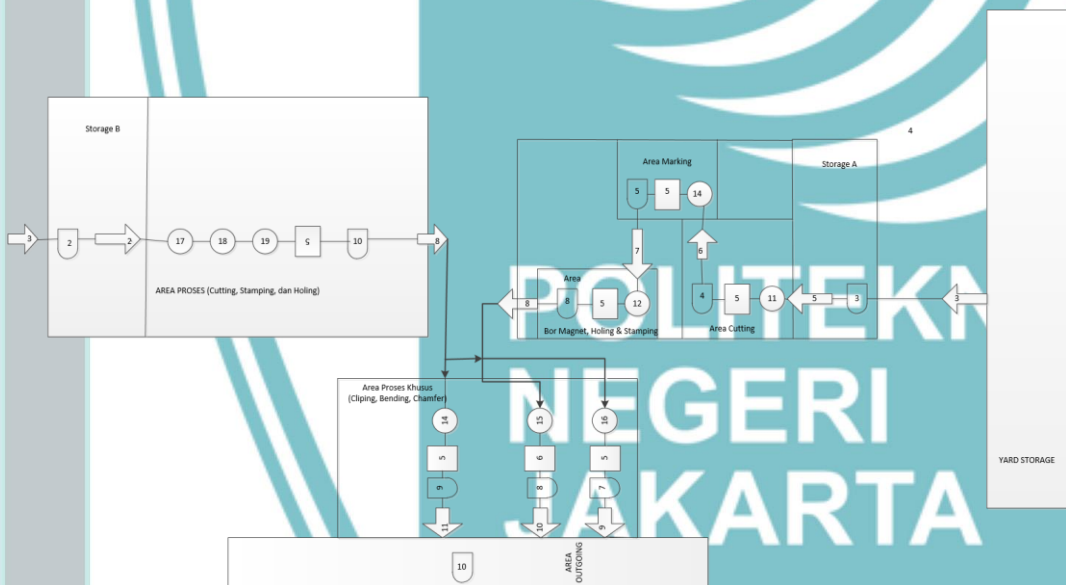 Storage B
3
2
2
17
18
19
5
10
8
AREA PROSES (Cutting, Stamping, dan Holing)
4
Area Marking
Storage A
5
5
14
7
6
Area
8
8
5
12
4
5
11
5
3
3
Bor Magnet, Holing & Stamping
Area Cutting
Area Proses Khusus
(Cliping, Bending, Chamfer)
14
15
16
5
6
5
9
8
7
11
10
9
10
AREA
OUTGOING
YARD STORAGE
POLITEKN
NEGERI
JAKARTA